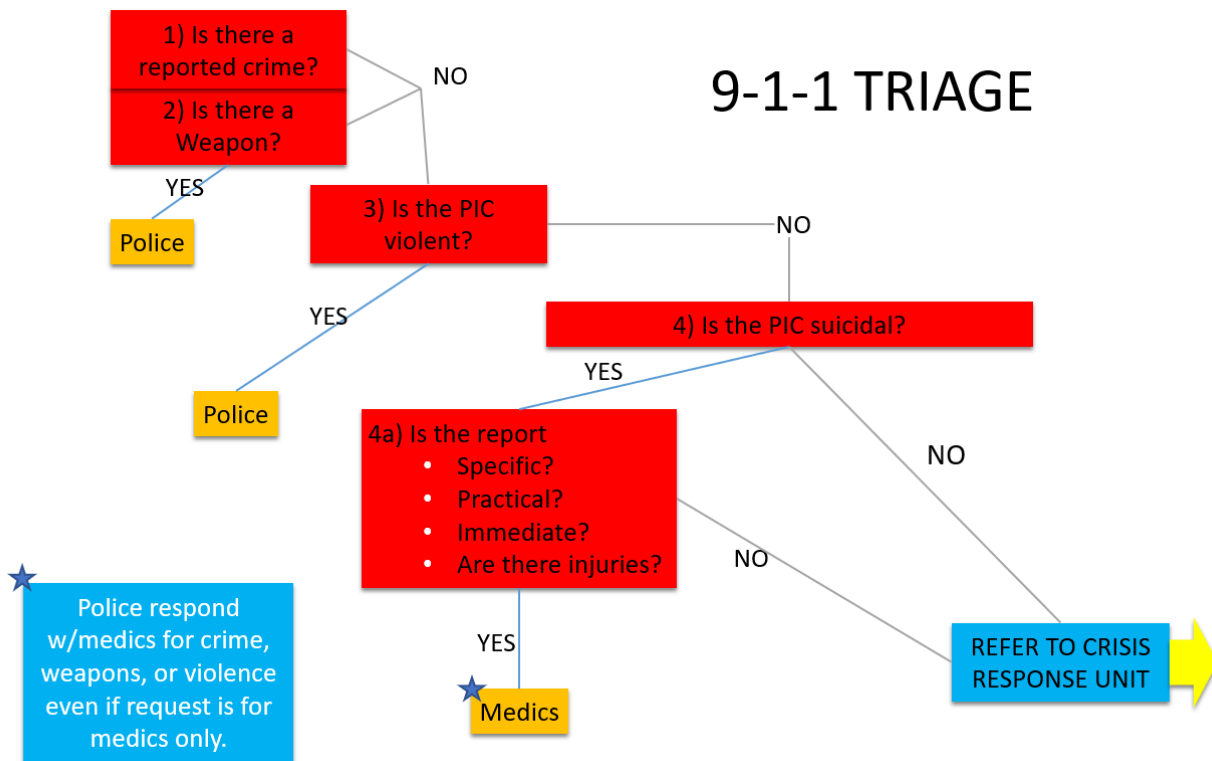 9-1-1 TRIAGE
1) Is there a
reported crime?
NO
2) Is there a
Weapon?
YES
Police
3) Is the PIC
violent?
NO
YES
Police
4) Is the PIC suicidal?
YES
NO
4a) Is the report
• Specific?
• Practical?
• Immediate?
• Are there injuries?
NO
YES
Medics
REFER TO CRISIS
RESPONSE UNIT
Police respond
w/medics for crime,
weapons, or violence
even if request is for
medics only.